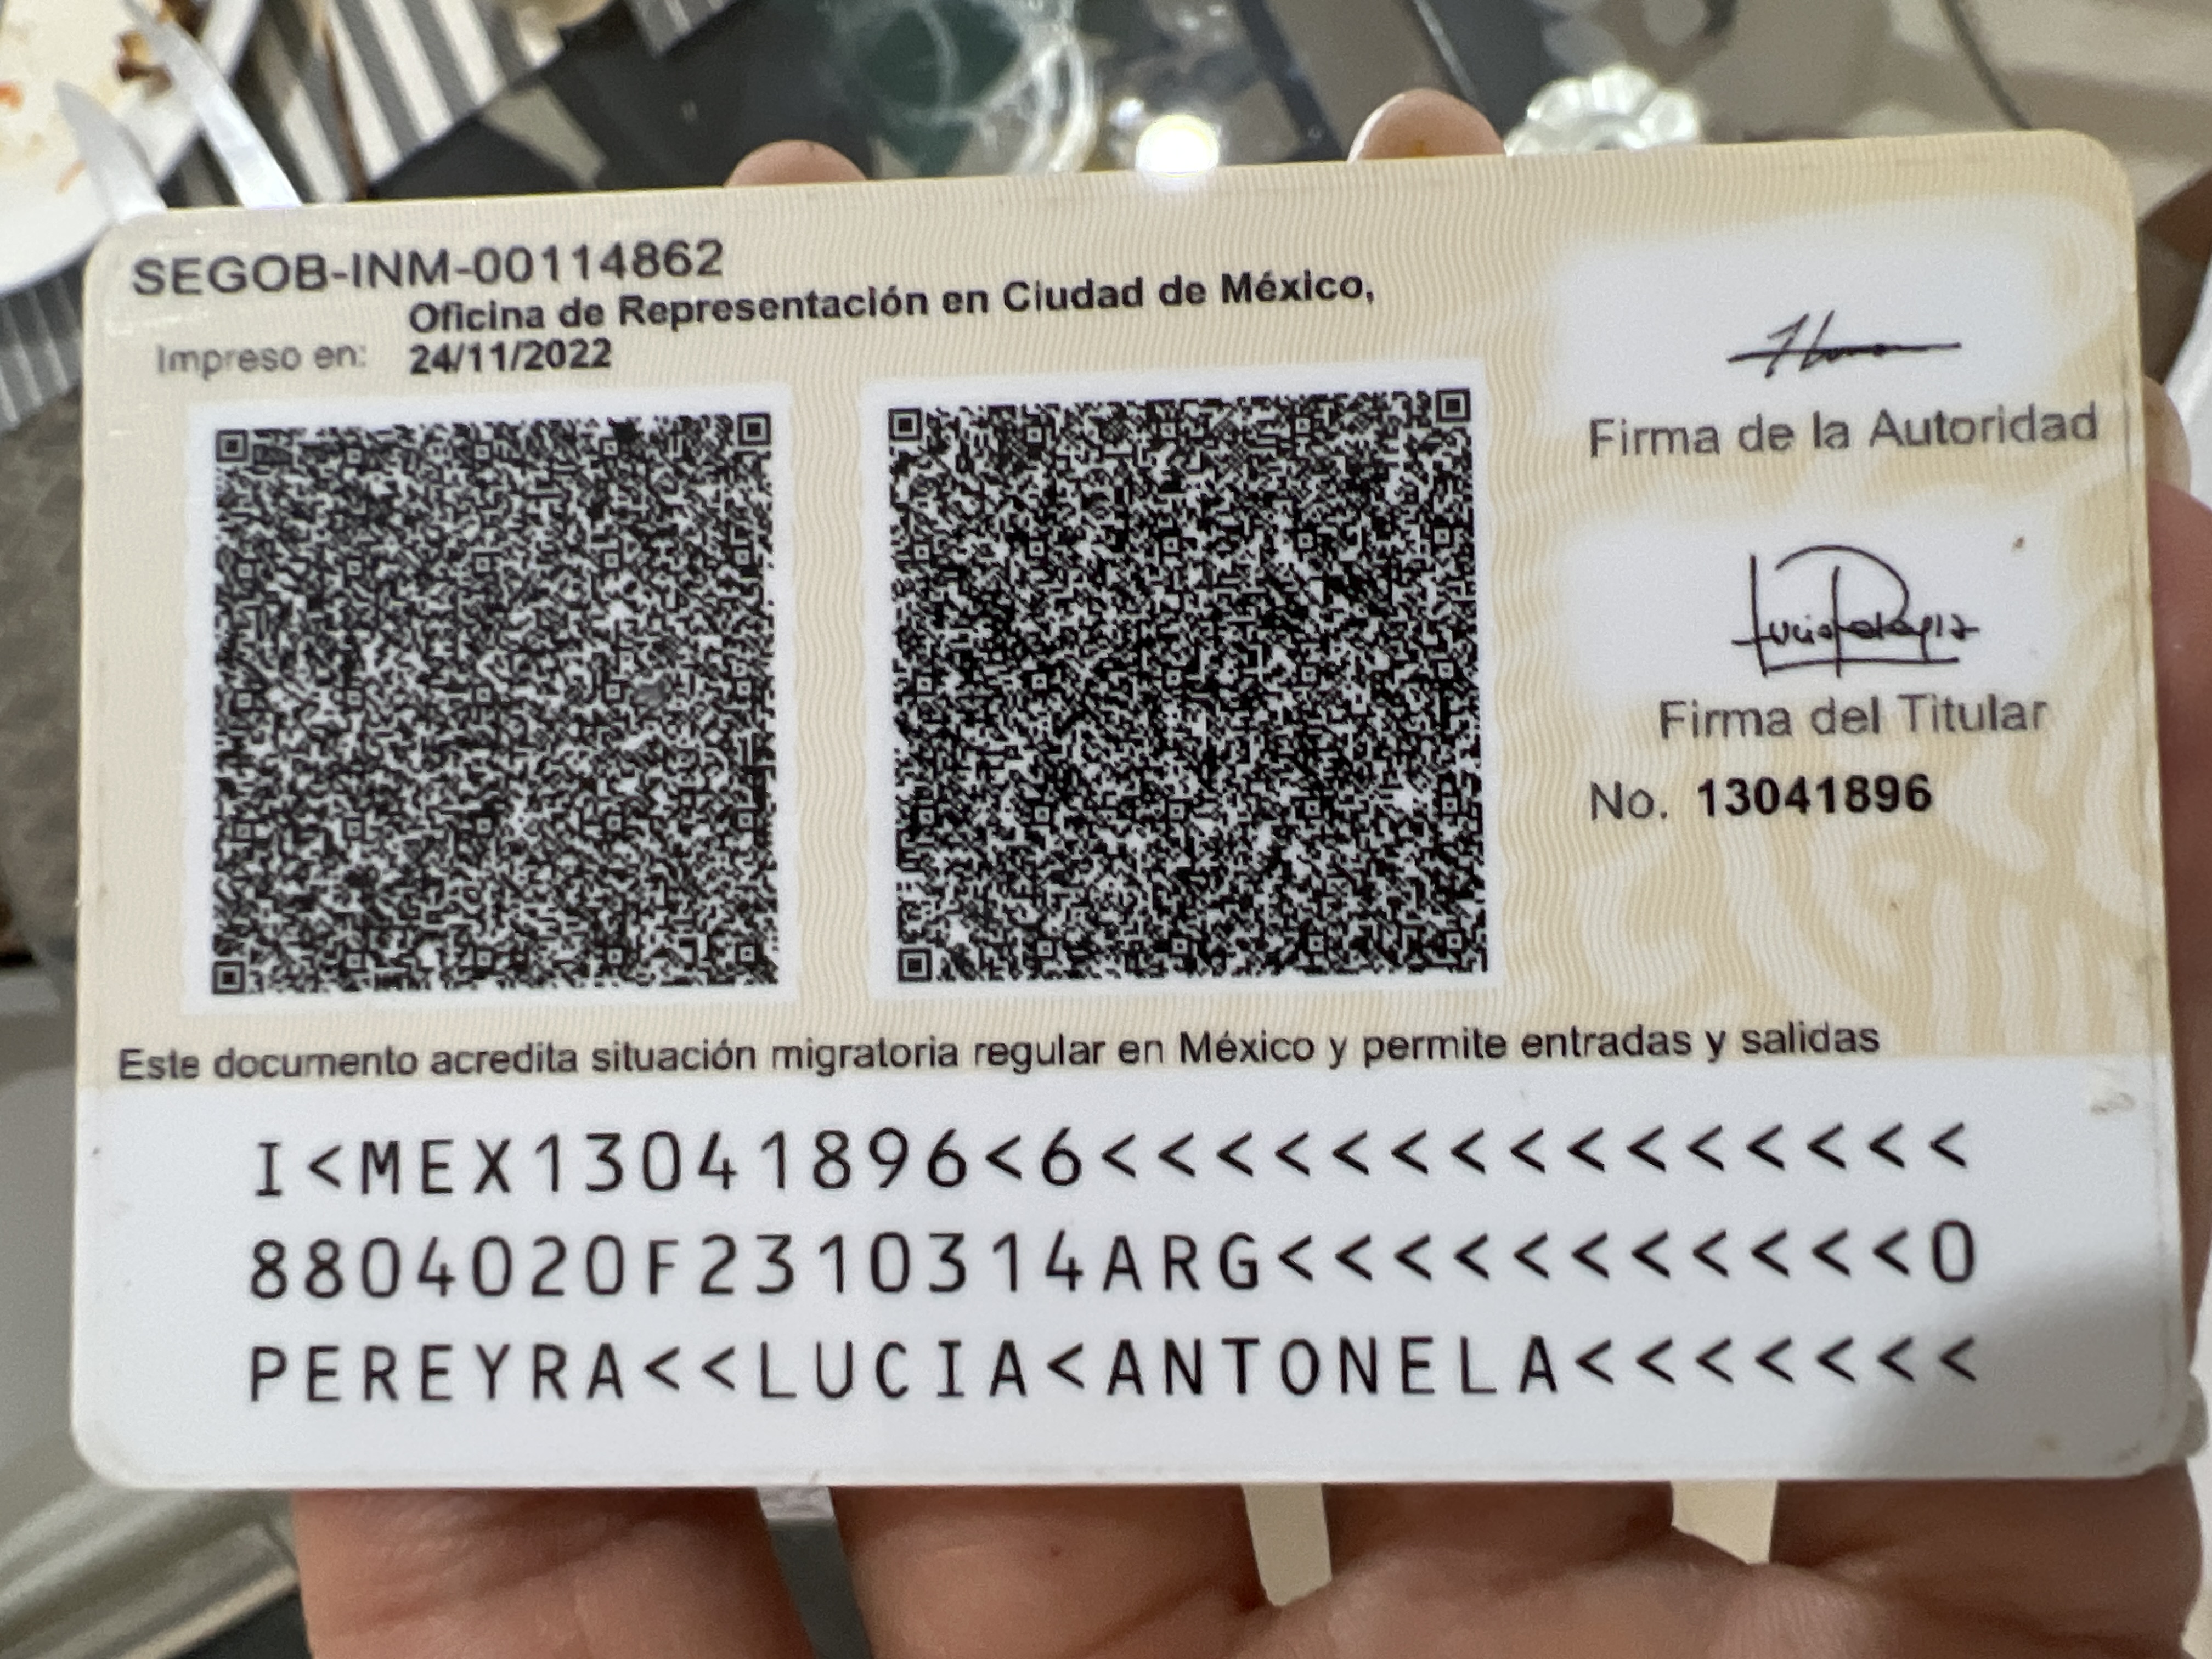 SEGOB-INM-00114862
Oficina de Representación en Ciudad de México,
Impreso en: 24/11/2022
Firma de la Autoridad
Firma del Titular
No. 13041896
Este documento acredita situación migratoria regular en México y permite entradas y salidas
I<MEX13041896<6<<<<<<<<<<<<<<<
8804020F2310314ARG<<<<<<<<<<<0
PEREYRA<<LUCIA<ANTONELA<<<<<<<